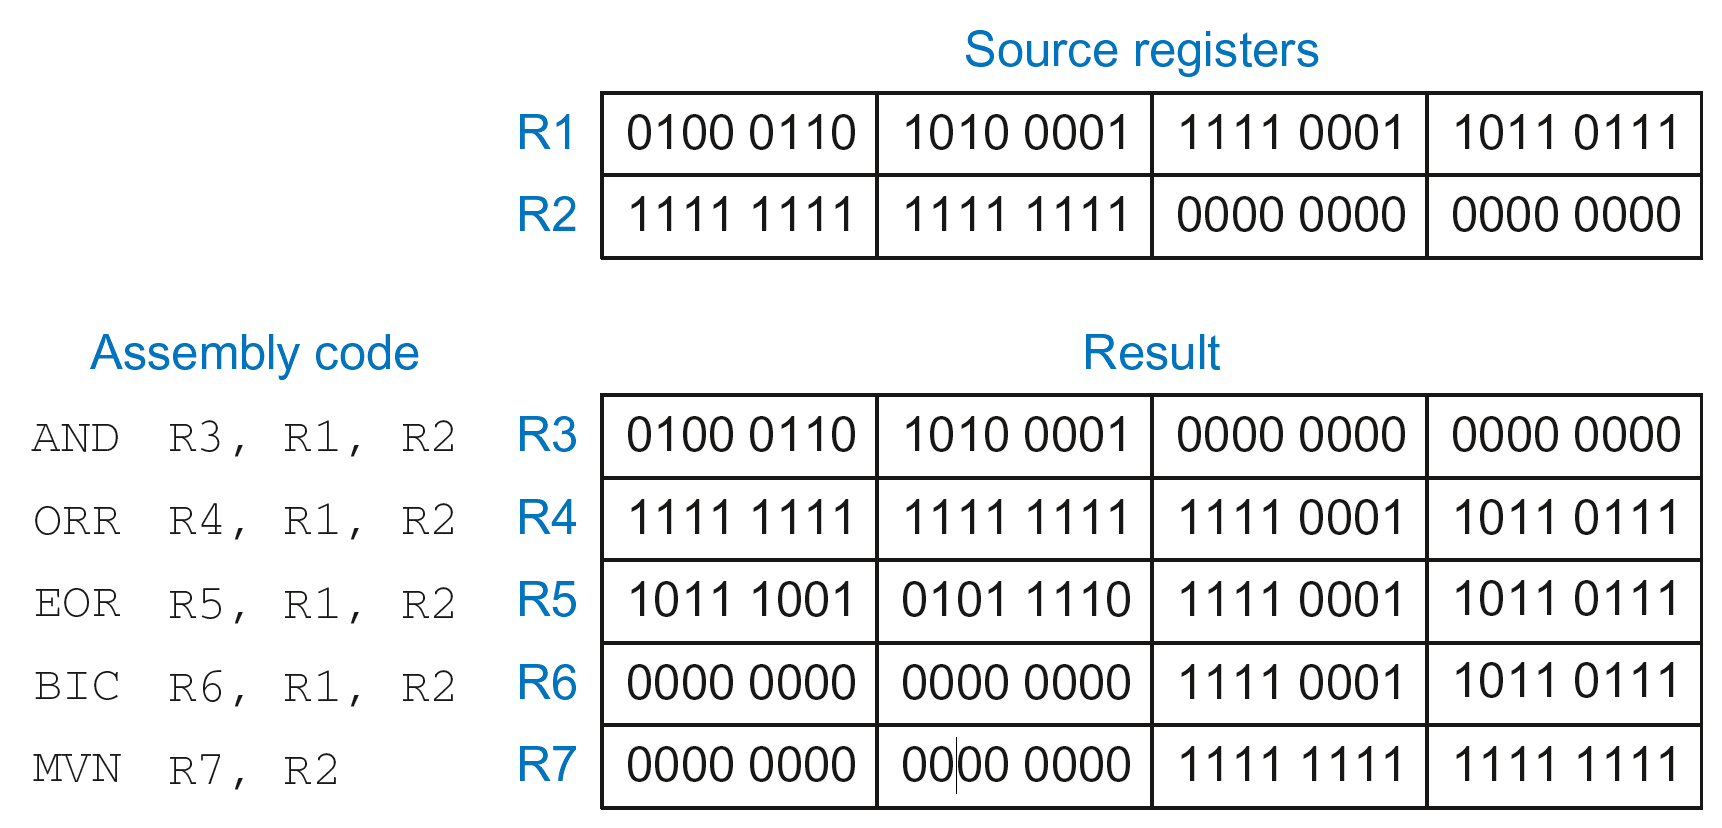 Source registers
R1 0100 0110 1010 0001 1111 0001 1011 0111
R2 1111 1111 1111 1111 0000 0000 0000 0000
Assembly code Result
AND R3, R1, R2 R3 0100 0110 1010 0001 0000 0000 0000 0000
ORR R4, R1, R2 R4 1111 1111 1111 1111 1111 0001 1011 0111
EOR R5, R1, R2 R5 1011 1001 0101 1110 1111 0001 1011 0111
BIC R6, R1, R2 R6 0000 0000 0000 0000 1111 0001 1011 0111
MVN R7, R2 R7 0000 0000 0000 0000 1111 1111 1111 1111